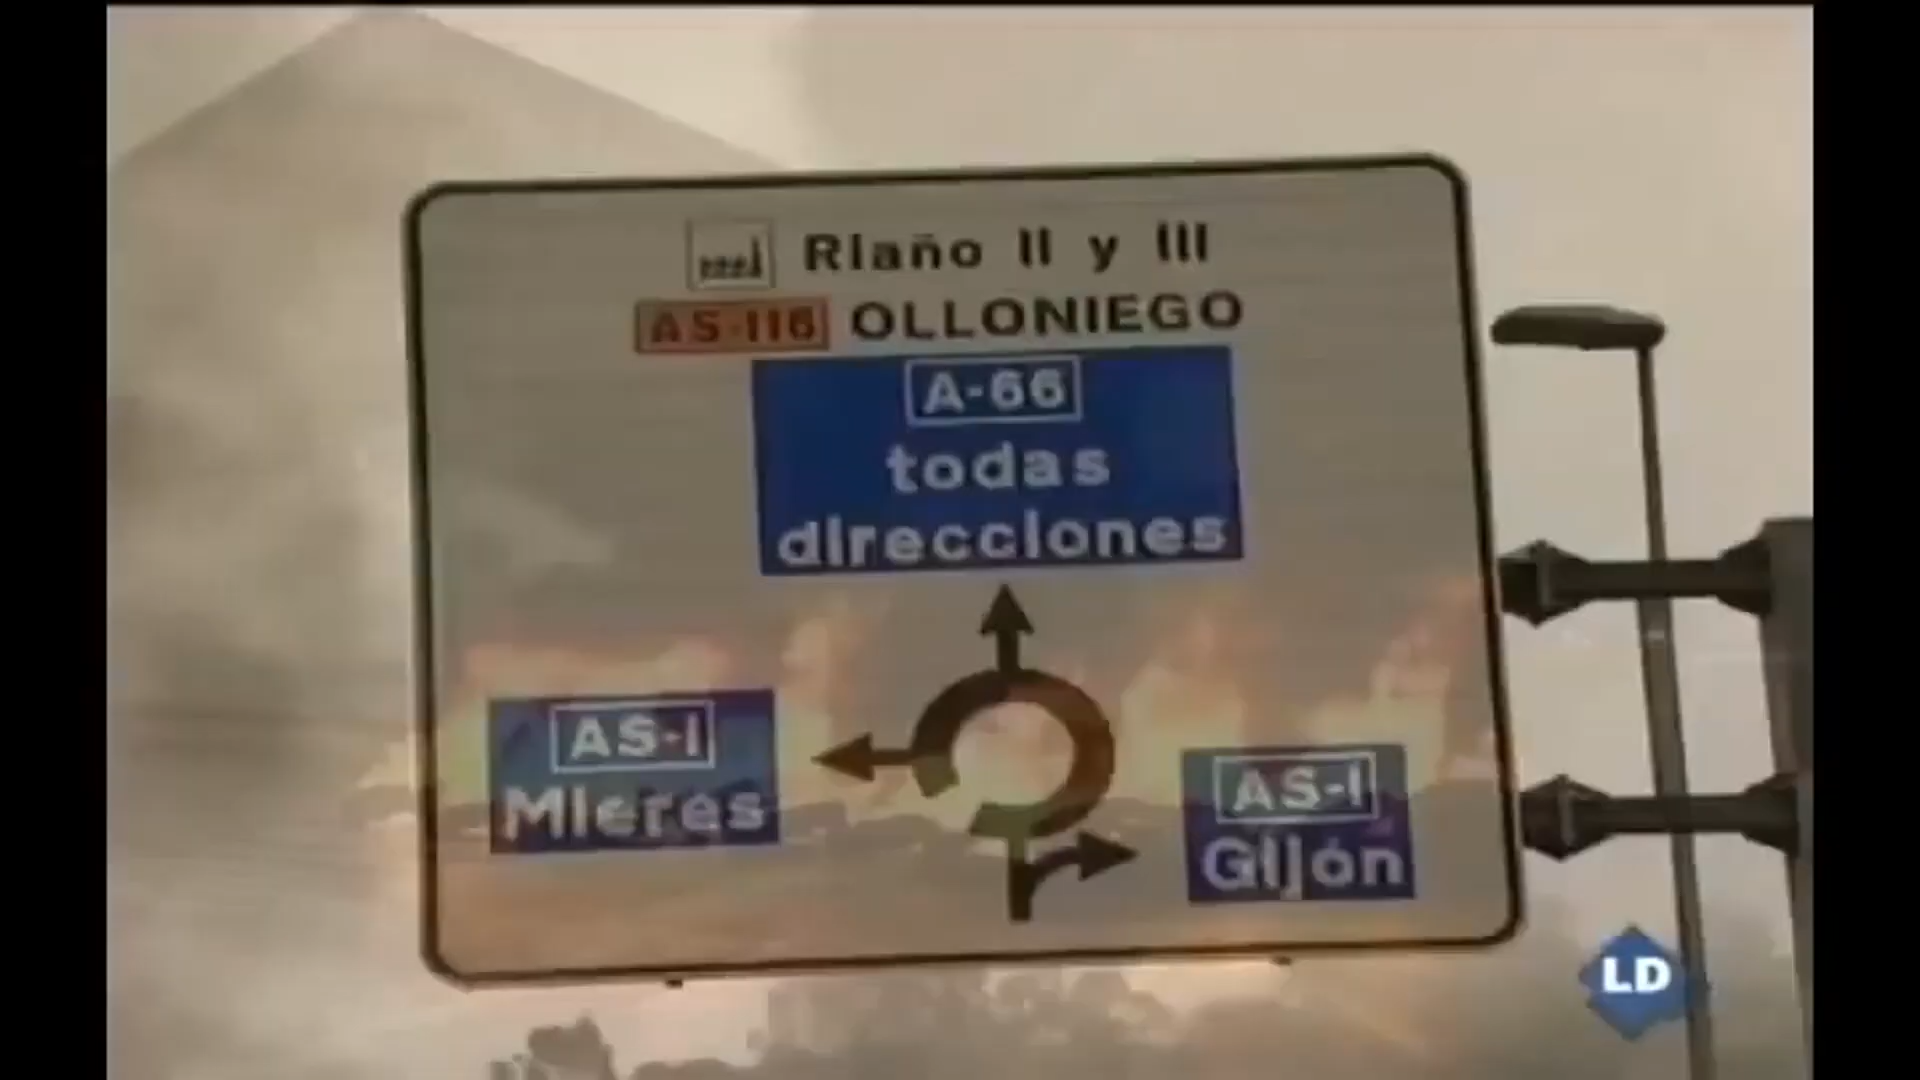 Riaño II y III
AS-116 OLLONIEGO
A-66
todas
direcciones
AS-I
Mieres
AS-I
Gijón
LD